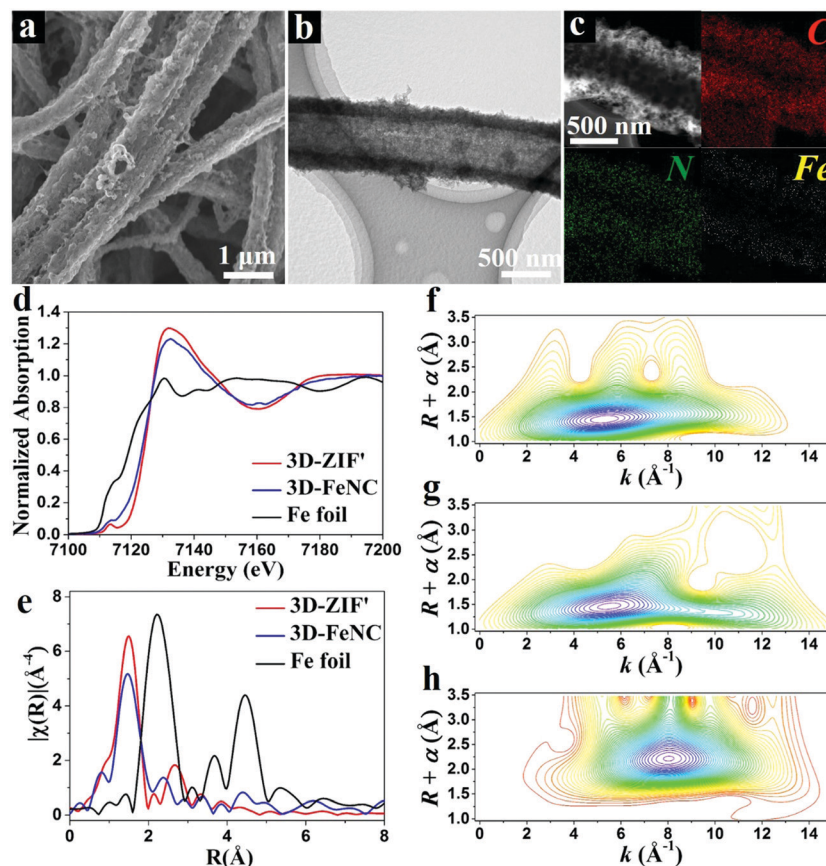 a
1 μm
b
500 nm
c
500 nm
C
N
Fe
d
Normalized Absorption
1.4
1.2
1.0
0.8
0.6
0.4
0.2
0.0
7100 7120 7140 7160 7180 7200
Energy (eV)
3D-ZIF'
3D-FeNC
Fe foil
e
|χ(R)|(Å⁻⁴)
8
6
4
2
0
0 2 4 6 8
R(Å)
3D-ZIF'
3D-FeNC
Fe foil
f
R + α (Å)
3.5
3.0
2.5
2.0
1.5
1.0
0 2 4 6 8 10 12 14
k (Å⁻¹)
g
R + α (Å)
3.5
3.0
2.5
2.0
1.5
1.0
0 2 4 6 8 10 12 14
k (Å⁻¹)
h
R + α (Å)
3.5
3.0
2.5
2.0
1.5
1.0
0 2 4 6 8 10 12 14
k (Å⁻¹)